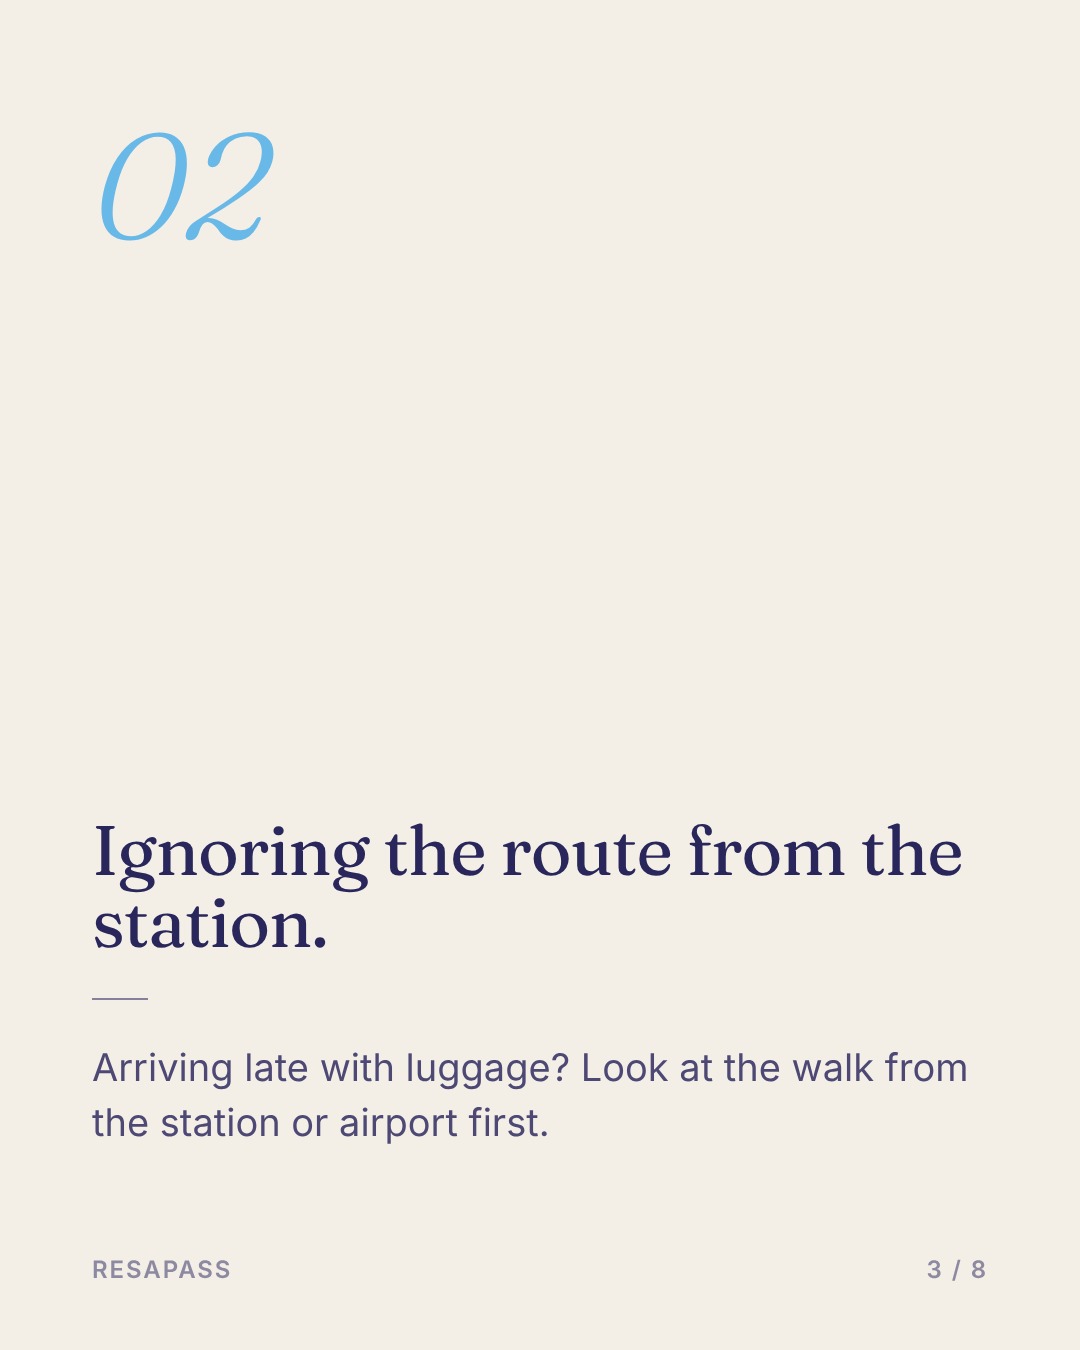 02
Ignoring the route from the
station.
Arriving late with luggage? Look at the walk from
the station or airport first.
RESAPASS
3 / 8